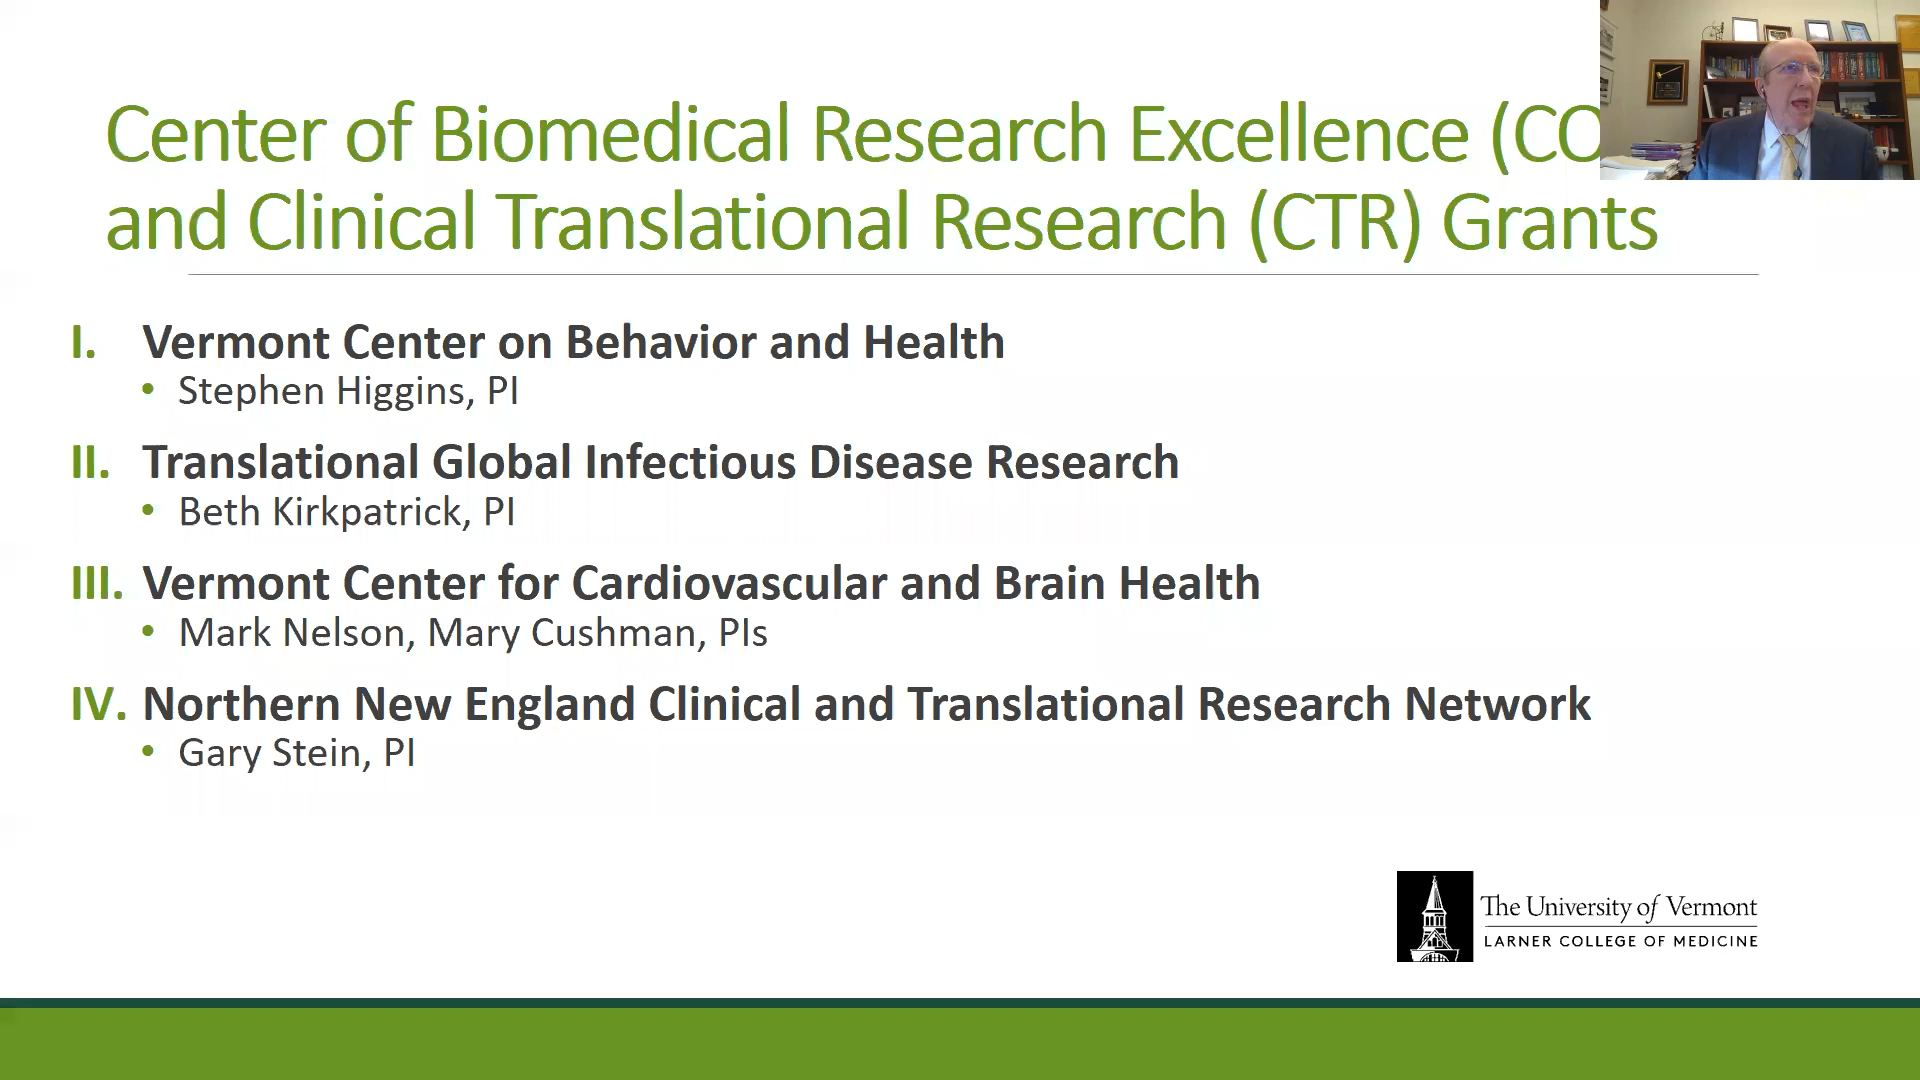 Center of Biomedical Research Excellence (CO
and Clinical Translational Research (CTR) Grants
I. Vermont Center on Behavior and Health
• Stephen Higgins, PI
II. Translational Global Infectious Disease Research
• Beth Kirkpatrick, PI
III. Vermont Center for Cardiovascular and Brain Health
• Mark Nelson, Mary Cushman, PIs
IV. Northern New England Clinical and Translational Research Network
• Gary Stein, PI
The University of Vermont
LARNER COLLEGE OF MEDICINE